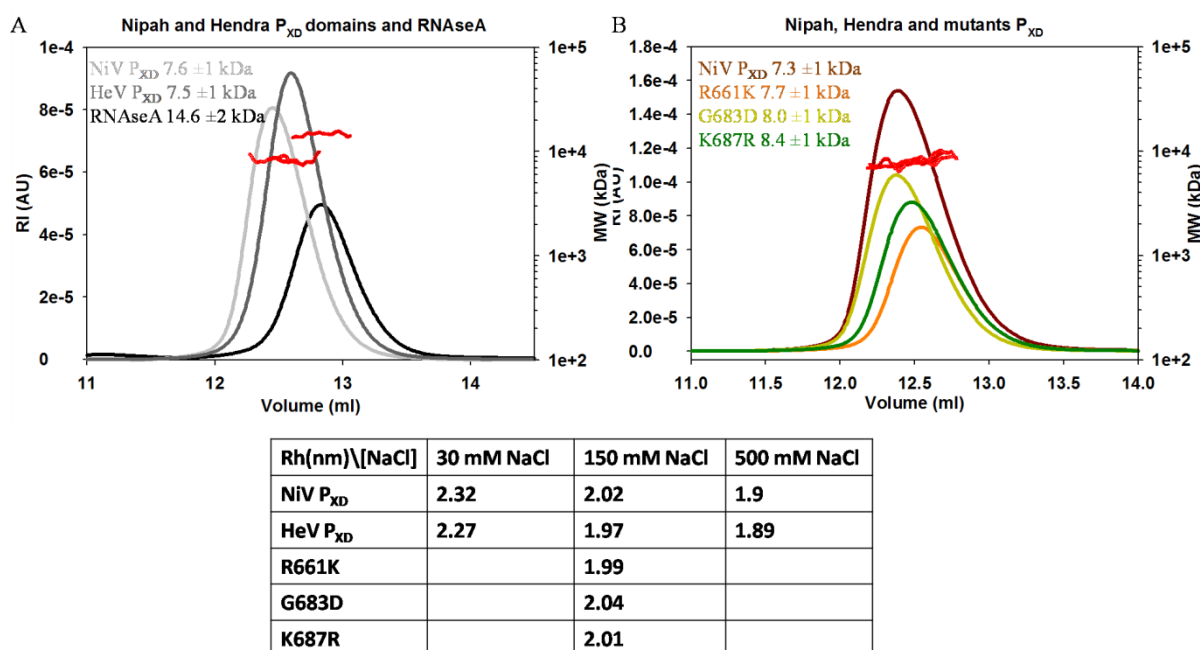 A
Nipah and Hendra PXD domains and RNAseA
NiV PXD 7.6 ±1 kDa
HeV PXD 7.5 ±1 kDa
RNAseA 14.6 ±2 kDa
RI (AU)
1e-4
8e-5
6e-5
4e-5
2e-5
0
1e+5
1e+4
1e+3
1e+2
MW (kDa)
11
12
13
14
Volume (ml)
B
Nipah, Hendra and mutants PXD
NiV PXD 7.3 ±1 kDa
R661K 7.7 ±1 kDa
G683D 8.0 ±1 kDa
K687R 8.4 ±1 kDa
RI (AU)
1.8e-4
1.6e-4
1.4e-4
1.2e-4
1.0e-4
8.0e-5
6.0e-5
4.0e-5
2.0e-5
0.0
1e+5
1e+4
1e+3
1e+2
MW (kDa)
11.0
11.5
12.0
12.5
13.0
13.5
14.0
Volume (ml)
Rh(nm)\[NaCl] 30 mM NaCl 150 mM NaCl 500 mM NaCl
NiV PXD 2.32 2.02 1.9
HeV PXD 2.27 1.97 1.89
R661K 1.99
G683D 2.04
K687R 2.01